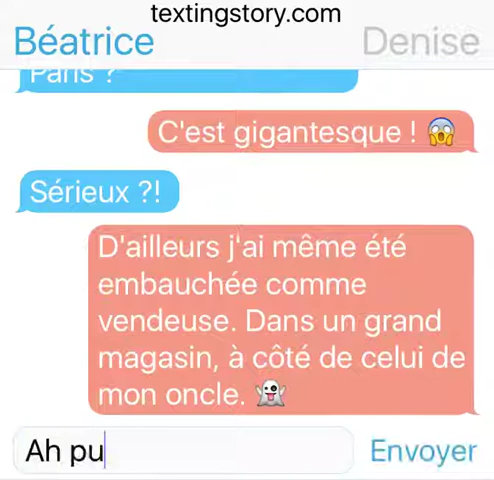 textingstory.com
Béatrice
Denise
Paris ?
C'est gigantesque ! 😱
Sérieux ?!
D'ailleurs j'ai même été
embauchée comme
vendeuse. Dans un grand
magasin, à côté de celui de
mon oncle. 👻
Ah pu
Envoyer